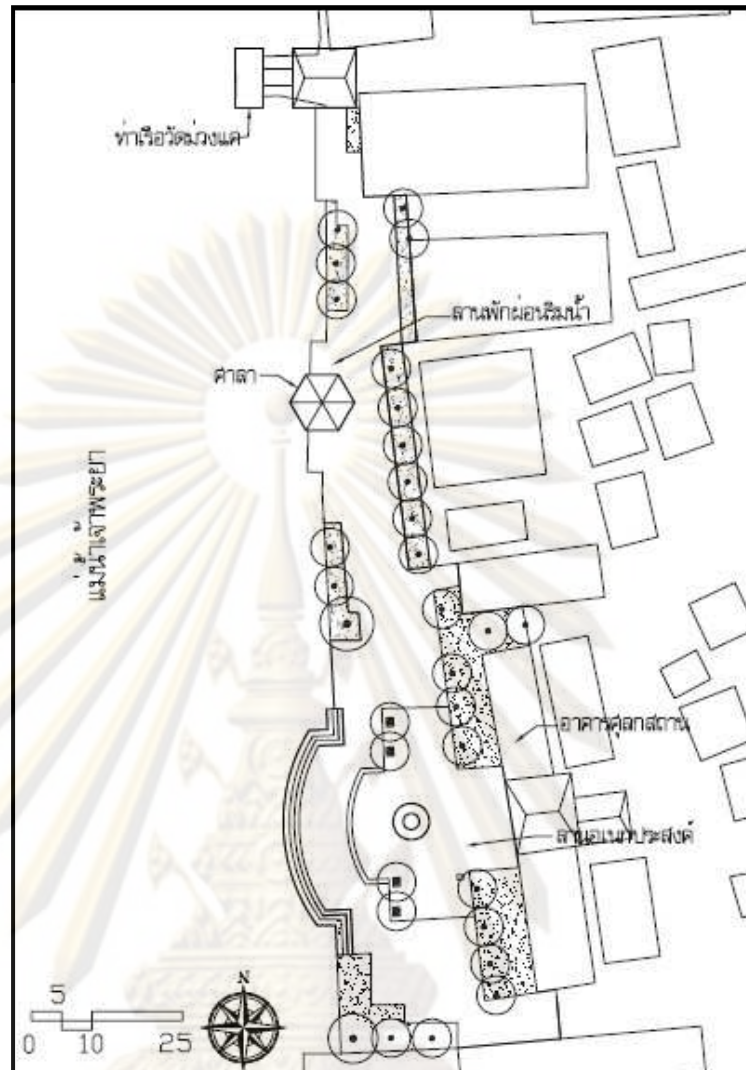 ท่าเรือวัดม่วงแค
ลานพักผ่อนริมน้ำ
ศาลา
แม่น้ำเจ้าพระยา
อาคารศุลกสถาน
ลานอเนกประสงค์
N
5
0 10 25